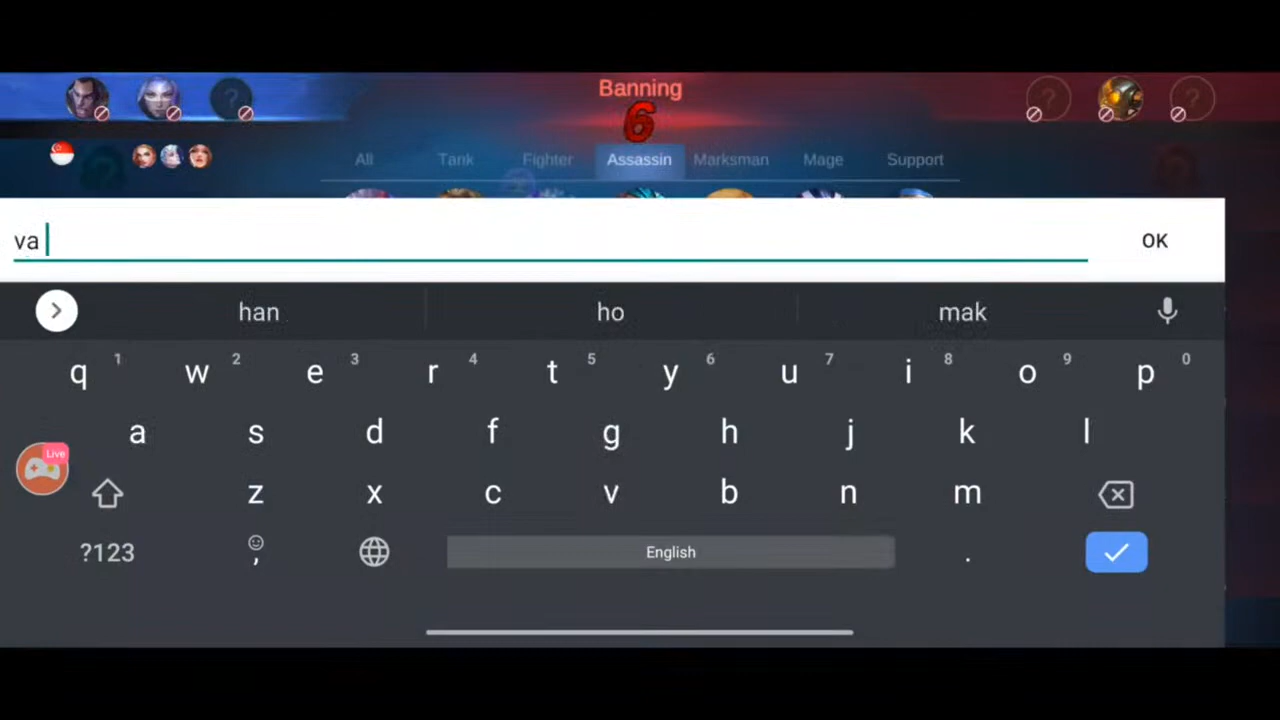 Banning
6
All Tank Fighter Assassin Marksman Mage Support
va
OK
han ho mak
q 1 w 2 e 3 r 4 t 5 y 6 u 7 i 8 o 9 p 0
a s d f g h j k l
Live
z x c v b n m
?123 , English .